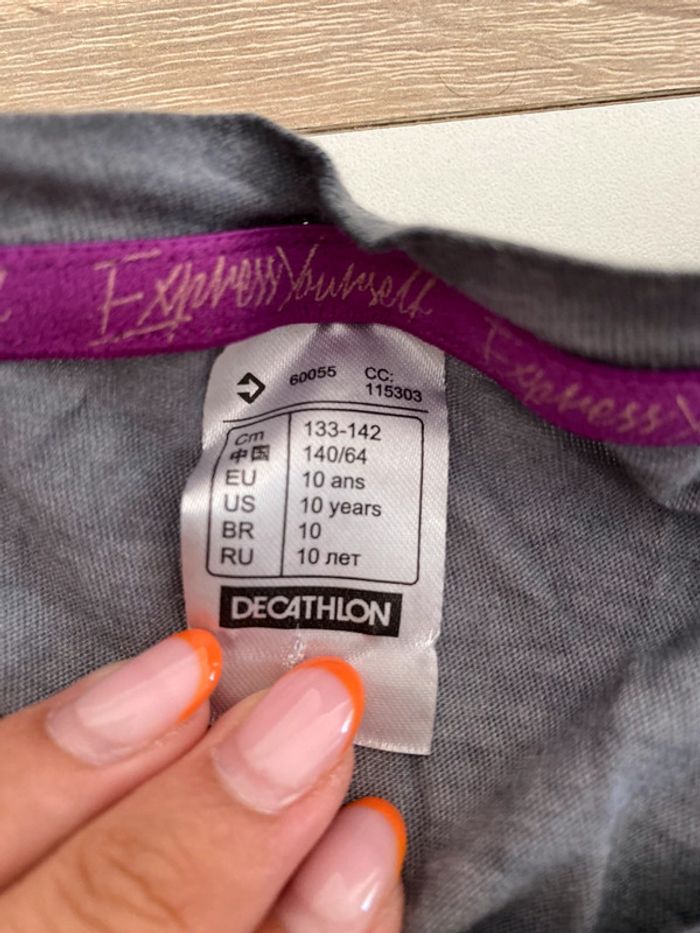 Express Yourself
Express
60055 CC:
115303
cm 133-142
中国 140/64
EU 10 ans
US 10 years
BR 10
RU 10 лет
DECATHLON